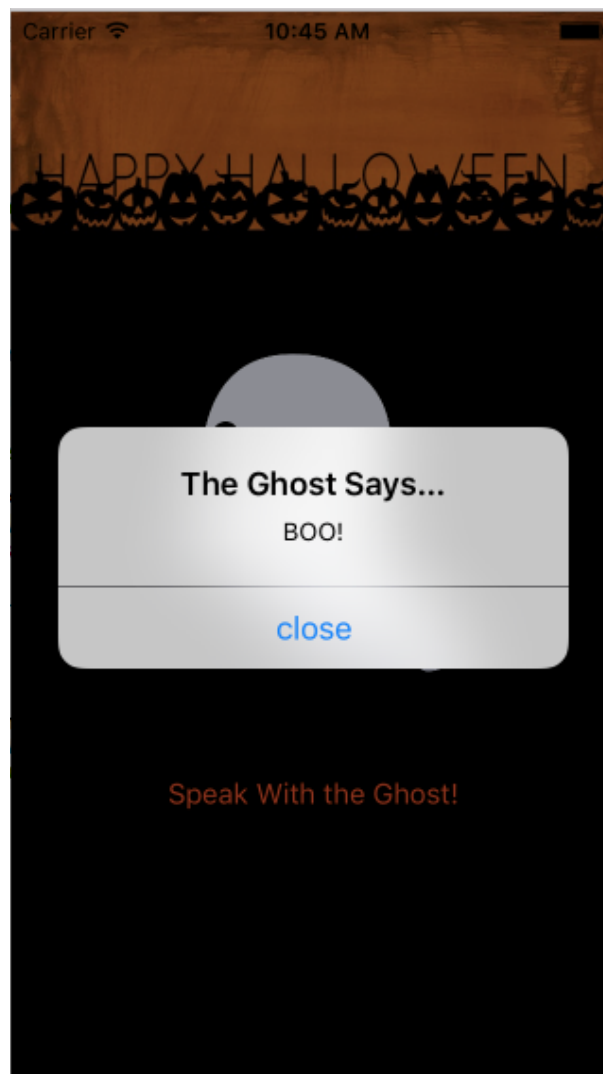 Carrier 10:45 AM
HAPPY HALLOWEEN
The Ghost Says...
BOO!
close
Speak With the Ghost!